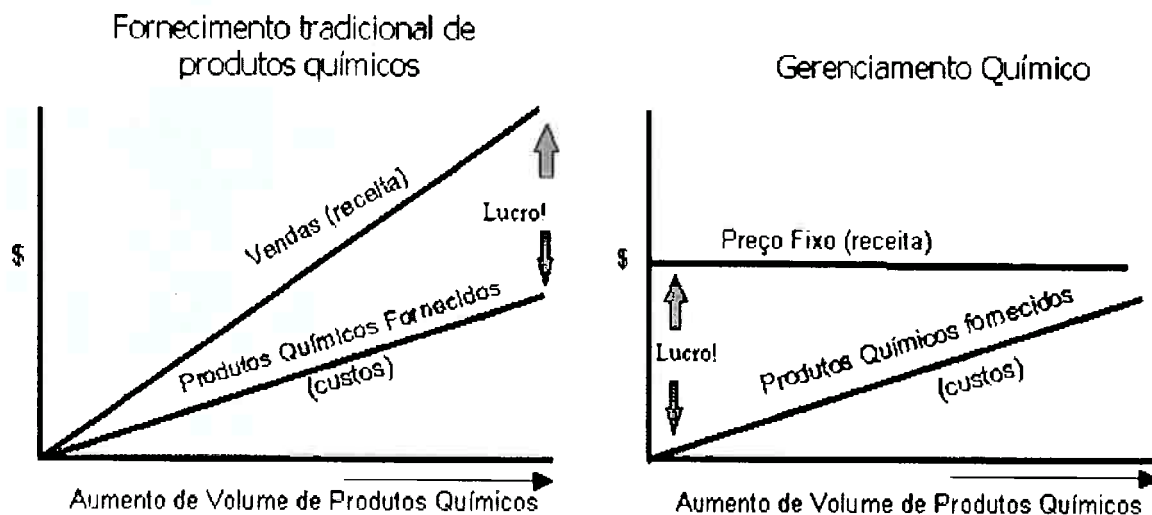 Fornecimento tradicional de
produtos químicos
$
Vendas (receita)
Lucro!
Produtos Químicos Fornecidos
(custos)
Aumento de Volume de Produtos Químicos
Gerenciamento Químico
$
Preço Fixo (receita)
Lucro!
Produtos Químicos fornecidos
(custos)
Aumento de Volume de Produtos Químicos